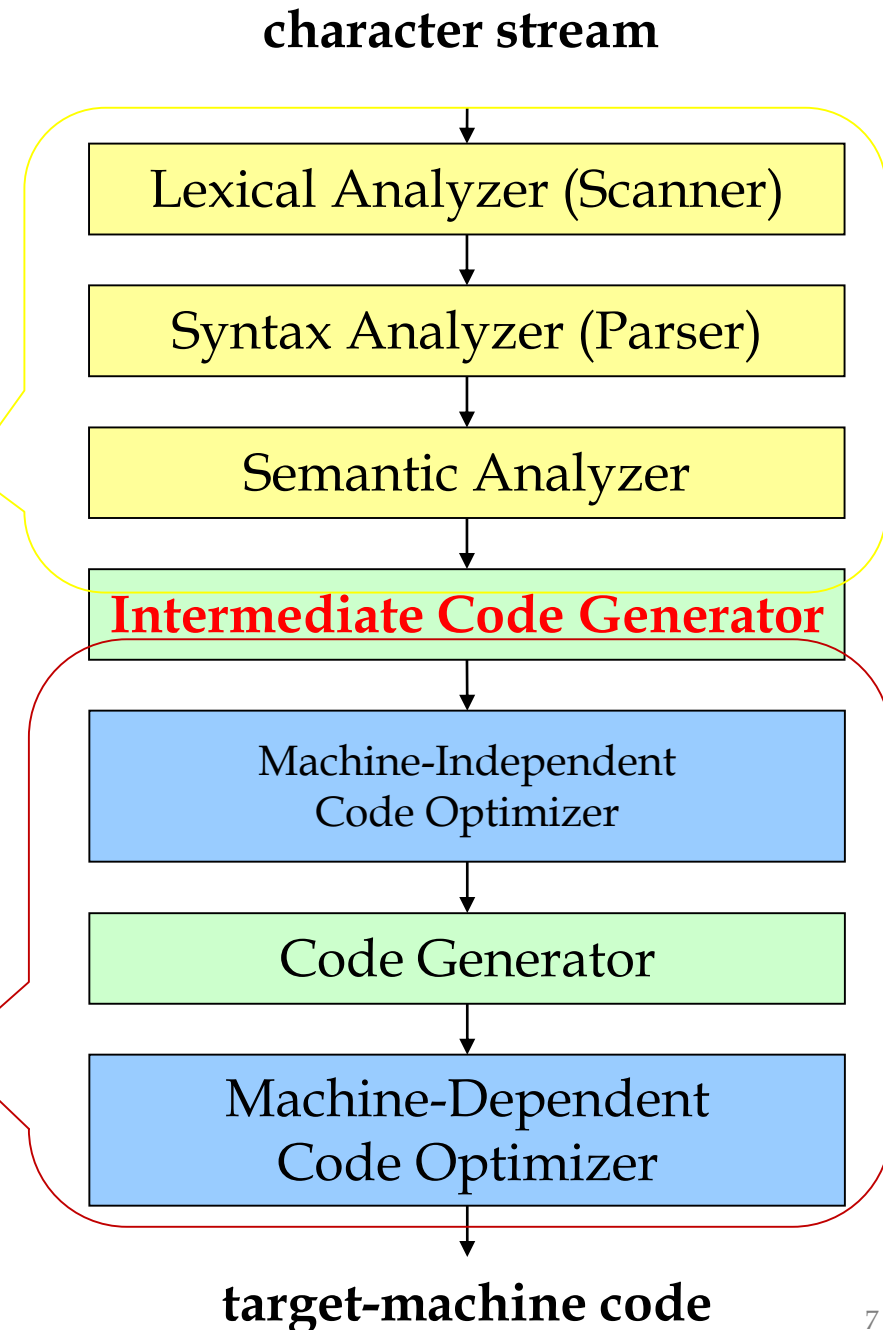 character stream
Lexical Analyzer (Scanner)
Syntax Analyzer (Parser)
Semantic Analyzer
Intermediate Code Generator
Machine-Independent
Code Optimizer
Code Generator
Machine-Dependent
Code Optimizer
target-machine code
7